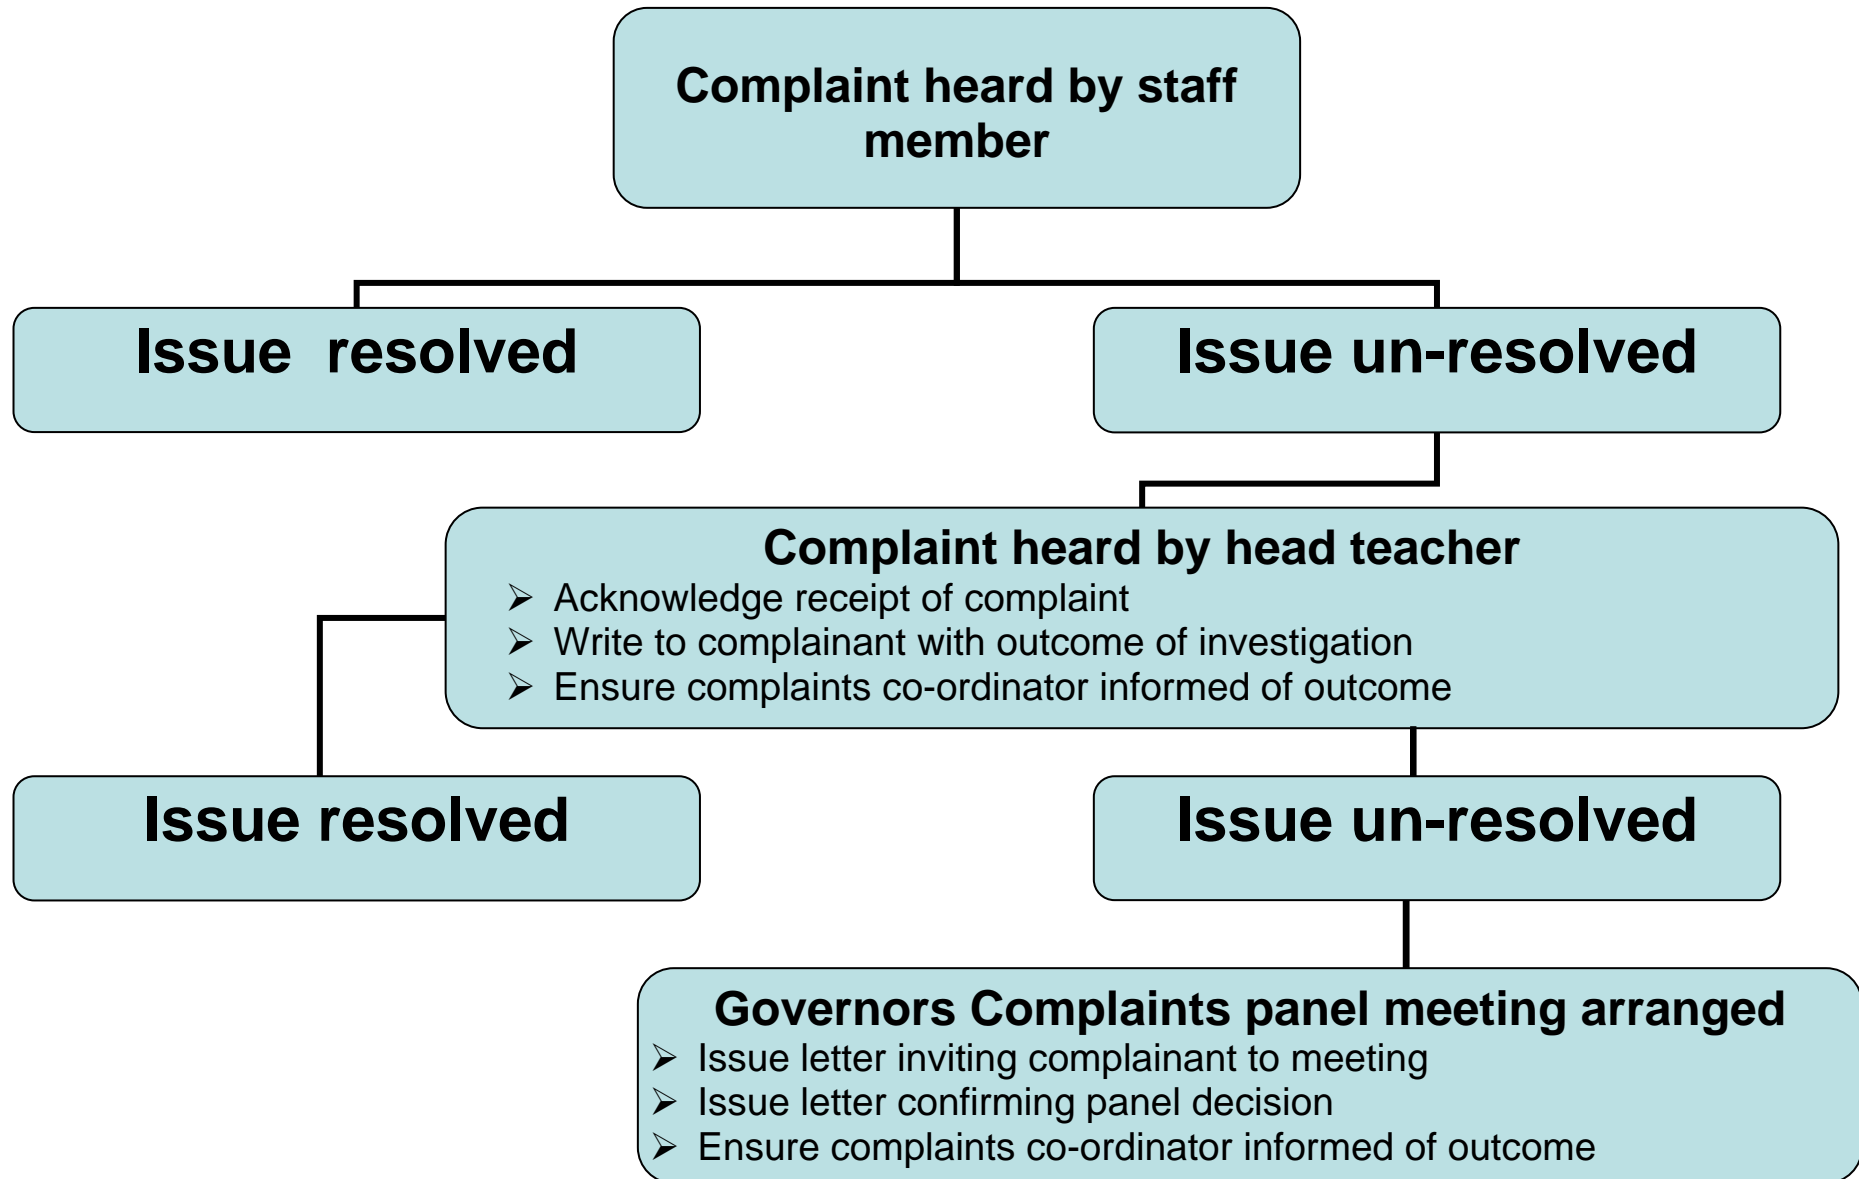 Complaint heard by staff
member
Issue  resolved
Issue un-resolved
Complaint heard by head teacher
➢ Acknowledge receipt of complaint
➢ Write to complainant with outcome of investigation
➢ Ensure complaints co-ordinator informed of outcome
Issue resolved
Issue un-resolved
Governors Complaints panel meeting arranged
➢ Issue letter inviting complainant to meeting
➢ Issue letter confirming panel decision
➢ Ensure complaints co-ordinator informed of outcome